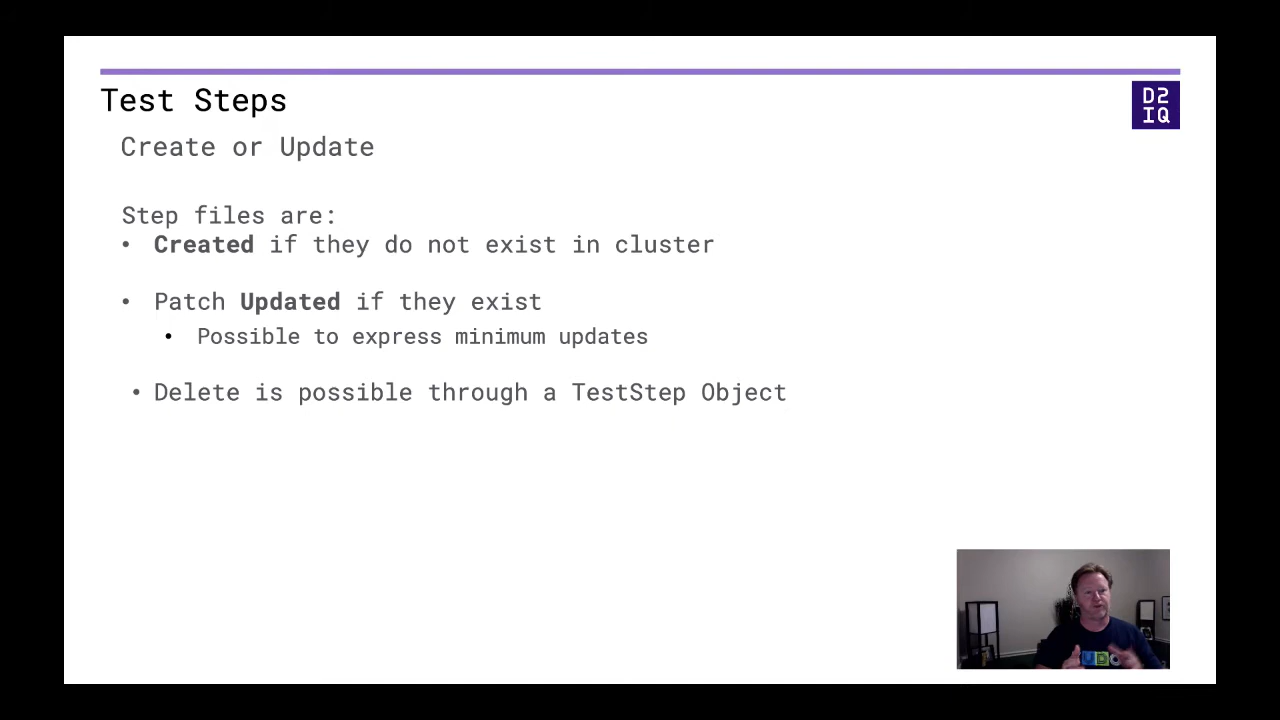 Test Steps
D2
IQ
Create or Update
Step files are:
• Created if they do not exist in cluster
• Patch Updated if they exist
• Possible to express minimum updates
• Delete is possible through a TestStep Object